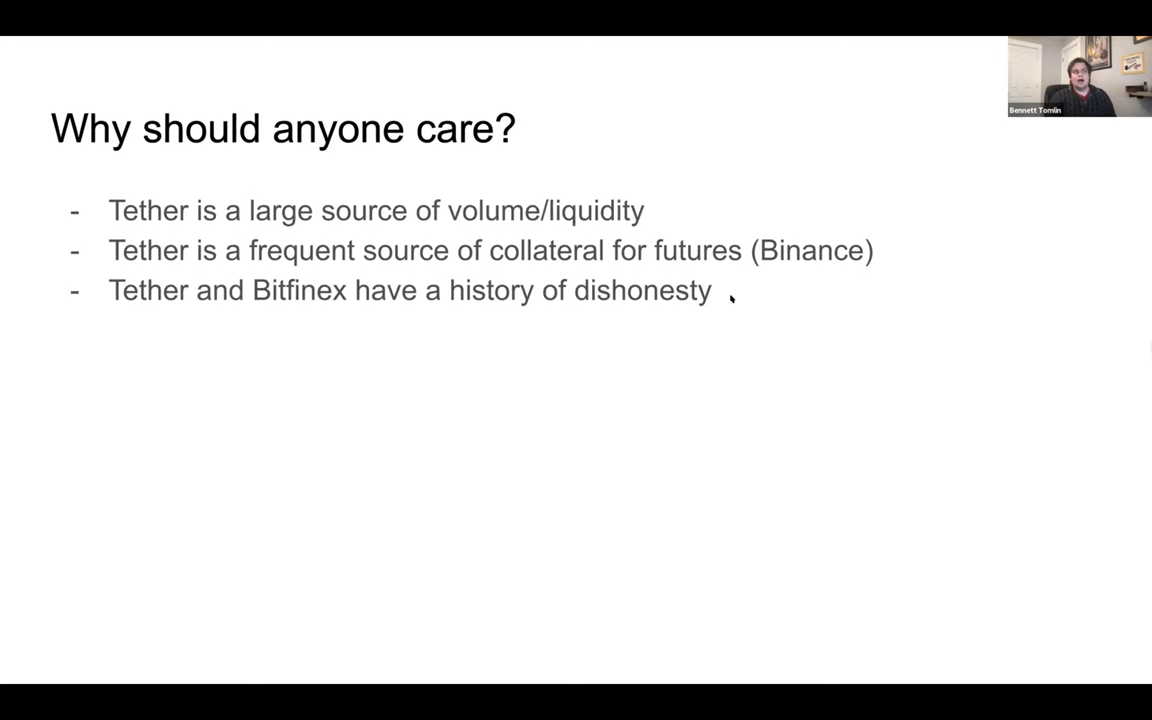 Bennett Tomlin
Why should anyone care?
- Tether is a large source of volume/liquidity
- Tether is a frequent source of collateral for futures (Binance)
- Tether and Bitfinex have a history of dishonesty